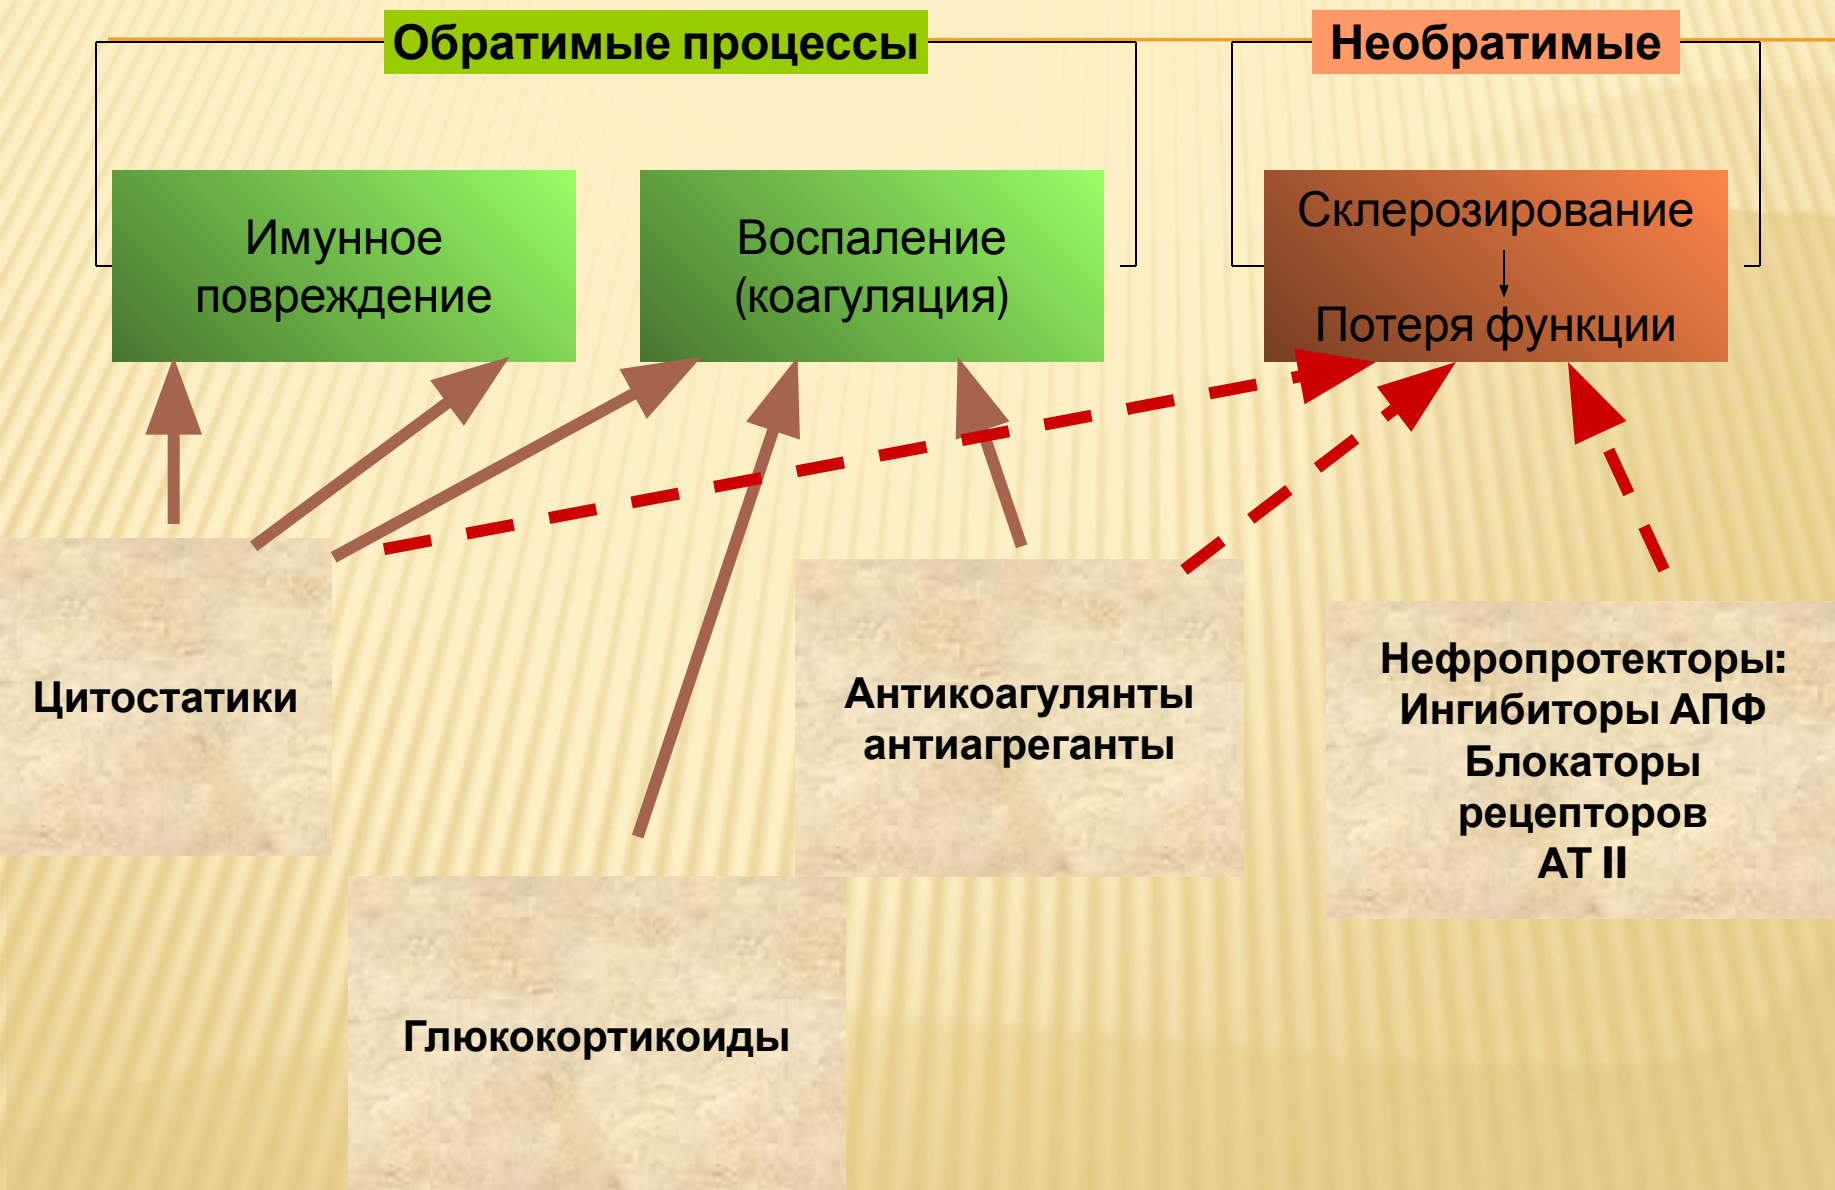 Обратимые процессы
Необратимые
Имунное
повреждение
Воспаление
(коагуляция)
Склерозирование
Потеря функции
Цитостатики
Антикоагулянты
антиагреганты
Нефропротекторы:
Ингибиторы АПФ
Блокаторы
рецепторов
АТ II
Глюкокортикоиды